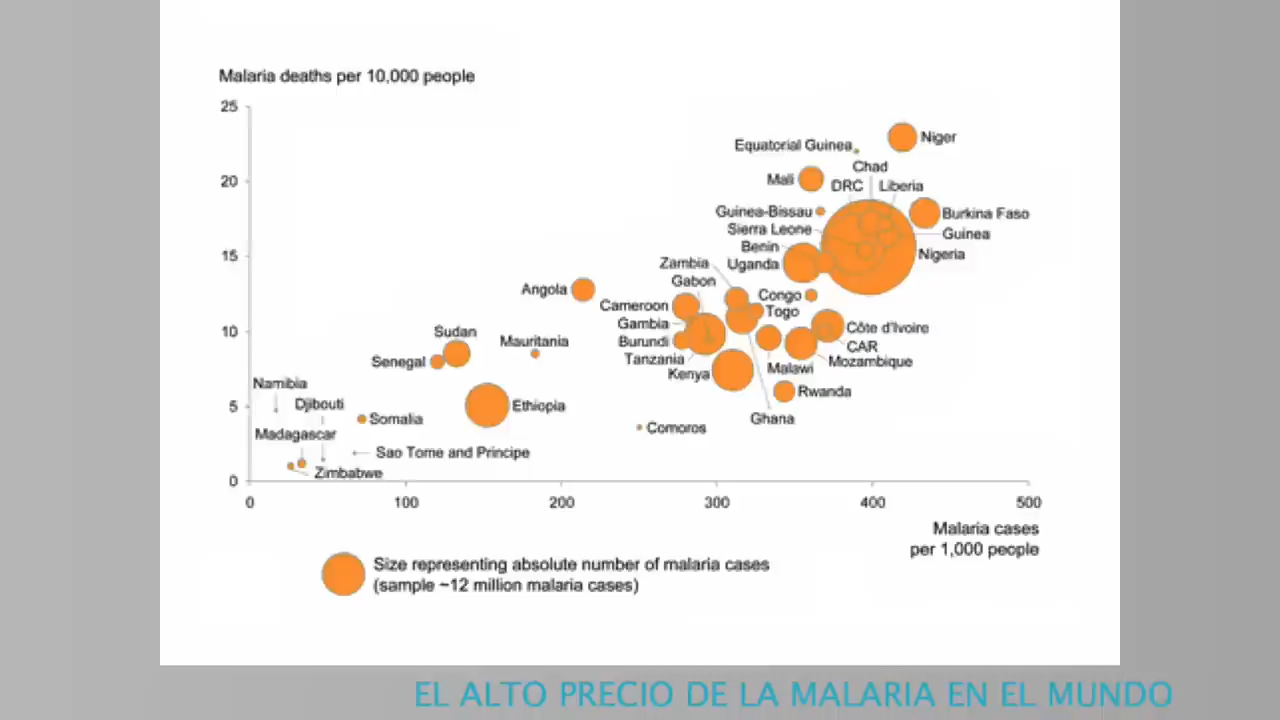 Malaria deaths per 10,000 people
25
Niger
Equatorial Guinea
Chad
20
Mali
DRC
Liberia
Guinea-Bissau
Burkina Faso
Sierra Leone
Guinea
Benin
15
Zambia
Uganda
Nigeria
Gabon
Angola
Congo
Cameroon
Togo
Gambia
Côte d'Ivoire
10
Sudan
Mauritania
Burundi
CAR
Senegal
Tanzania
Mozambique
Malawi
Kenya
Namibia
Rwanda
5
Djibouti
Ethiopia
Somalia
Ghana
Comoros
Madagascar
Sao Tome and Principe
Zimbabwe
0
0 100 200 300 400 500
Malaria cases
per 1,000 people
Size representing absolute number of malaria cases
(sample ~12 million malaria cases)
EL ALTO PRECIO DE LA MALARIA EN EL MUNDO